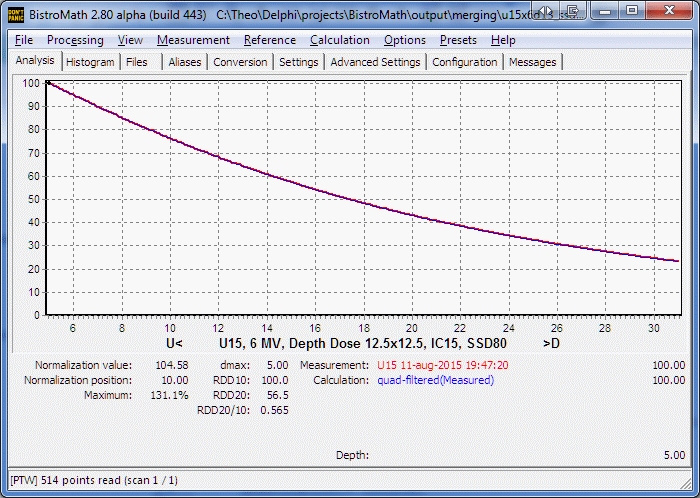 DON'T PANIC BistroMath 2.80 alpha (build 443) C:\Theo\Delphi\projects\BistroMath\output\merging\u15x6d
File Processing View Measurement Reference Calculation Options Presets Help
Analysis Histogram Files Aliases Conversion Settings Advanced Settings Configuration Messages
100
90
80
70
60
50
40
30
20
10
0
6 8 10 12 14 16 18 20 22 24 26 28 30
U< U15, 6 MV, Depth Dose 12.5x12.5, IC15, SSD80 >D
Normalization value: 104.58 dmax: 5.00 Measurement: U15 11-aug-2015 19:47:20 100.00
Normalization position: 10.00 RDD10: 100.0 Calculation: quad-filtered(Measured) 100.00
Maximum: 131.1% RDD20: 56.5
RDD20/10: 0.565
Depth: 5.00
[PTW] 514 points read (scan 1 / 1)